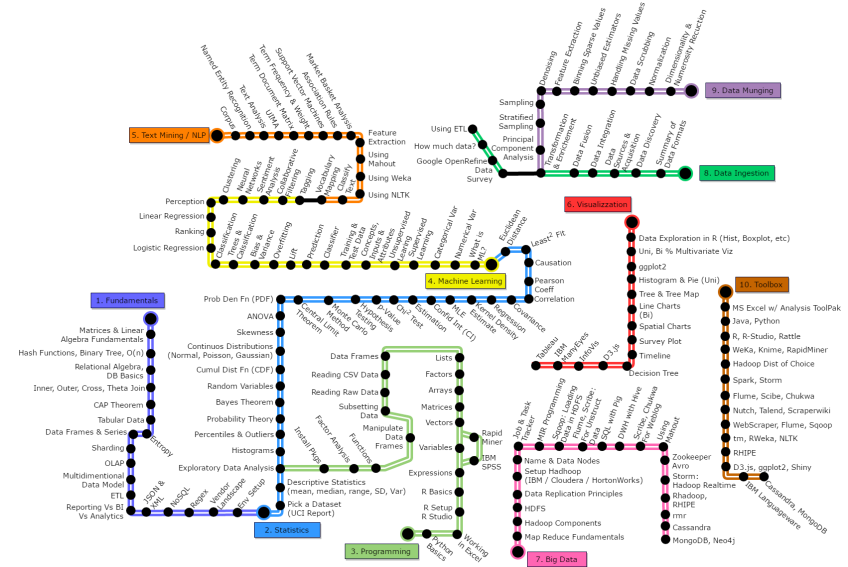 1. Fundamentals
Matrices & Linear
Algebra Fundamentals
Hash Functions, Binary Tree, O(n)
Relational Algebra,
DB Basics
Inner, Outer, Cross, Theta Join
CAP Theorem
Tabular Data
Data Frames & Series
Entropy
Sharding
OLAP
Multidimentional
Data Model
ETL
Reporting Vs BI
Vs Analytics
JSON &
XML
NoSQL
Regex
Vendor
Landscape
Env Setup
2. Statistics
Pick a Dataset
(UCI Report)
Descriptive Statistics
(mean, median, range, SD, Var)
Exploratory Data Analysis
Histograms
Percentiles & Outliers
Probability Theory
Bayes Theorem
Random Variables
Cumul Dist Fn (CDF)
Continuos Distributions
(Normal, Poisson, Gaussian)
Skewness
ANOVA
Prob Den Fn (PDF)
Central Limit
Theorem
Monte Carlo
Method
Hypothesis
Testing
p-Value
Chi² Test
Estimation
Confid Int (CI)
MLE
Estimate
Kernel Density
Regression
Covariance
Correlation
Pearson
Coeff
Causation
Least² Fit
Euclidean
Distance
3. Programming
Python
Basics
Working
in Excel
R Setup
R Studio
R Basics
Expressions
Variables
IBM
SPSS
Rapid
Miner
Vectors
Matrices
Arrays
Factors
Lists
Data Frames
Reading CSV Data
Reading Raw Data
Subsetting
Data
Manipulate
Data
Frames
Functions
Factor Analysis
Install Pkgs
4. Machine Learning
What is
ML?
Numerical Var
Categorical Var
Supervised
Learning
Unsupervised
Learing
Concepts,
Inputs &
Attributes
Training &
Test Data
Classifier
Prediction
Lift
Overfitting
Bias &
Variance
Trees &
Classification
Classification
Logistic Regression
Ranking
Linear Regression
Perception
Clustering
Neural
Networks
Sentiment
Analysis
Collaborative
Filtering
Tagging
Vocabulary
Mapping
Classify
Text
5. Text Mining / NLP
Corpus
Named Entity Recognition
Text Analysis
UIMA
Term Document Matrix
Term Frequency & Weight
Support Vector Machines
Association Rules
Market Basket Analysis
Feature
Extraction
Using
Mahout
Using Weka
Using NLTK
6. Visualizzation
Data Exploration in R (Hist, Boxplot, etc)
Uni, Bi % Multivariate Viz
ggplot2
Histogram & Pie (Uni)
Tree & Tree Map
Line Charts
(Bi)
Spatial Charts
Survey Plot
Timeline
Decision Tree
D3.js
InfoVis
ManyEyes
IBM
Tableau
7. Big Data
Map Reduce Fundamentals
Hadoop Components
HDFS
Data Replication Principles
Setup Hadhoop
(IBM / Cloudera / HortonWorks)
Name & Data Nodes
Job & Task
Tracker
MIR Programming
Sqoop: Loading
Data in HDFS
Flume, Scribe:
For Unstruct
Data
SQL with Pig
DWH with Hive
Scribe, Chukwa
For Weblog
Using
Mahout
Zookeeper
Avro
Storm:
Hadoop Realtime
Rhadoop,
RHIPE
rmr
Cassandra
MongoDB, Neo4j
8. Data Ingestion
Summary of
Data Formats
Data Discovery
Data
Sources &
Acquisition
Data Integration
Data Fusion
Transformation
Enrichement
Data
Survey
Google OpenRefine
How much data?
Using ETL
9. Data Munging
Dimensionality &
Numerosity Recuction
Normalization
Data Scrubbing
Handling Missing Values
Unbiased Estimators
Binning Sparse Values
Feature Extraction
Denoising
Sampling
Stratified
Sampling
Principal
Component
Analysis
10. Toolbox
MS Excel w/ Analysis ToolPak
Java, Python
R, R-Studio, Rattle
WeKa, Knime, RapidMiner
Hadoop Dist of Choice
Spark, Storm
Flume, Scibe, Chukwa
Nutch, Talend, Scraperwiki
WebScraper, Flume, Sqoop
tm, RWeka, NLTK
RHIPE
D3.js, ggplot2, Shiny
IBM Languageware
Cassandra, MongoDB